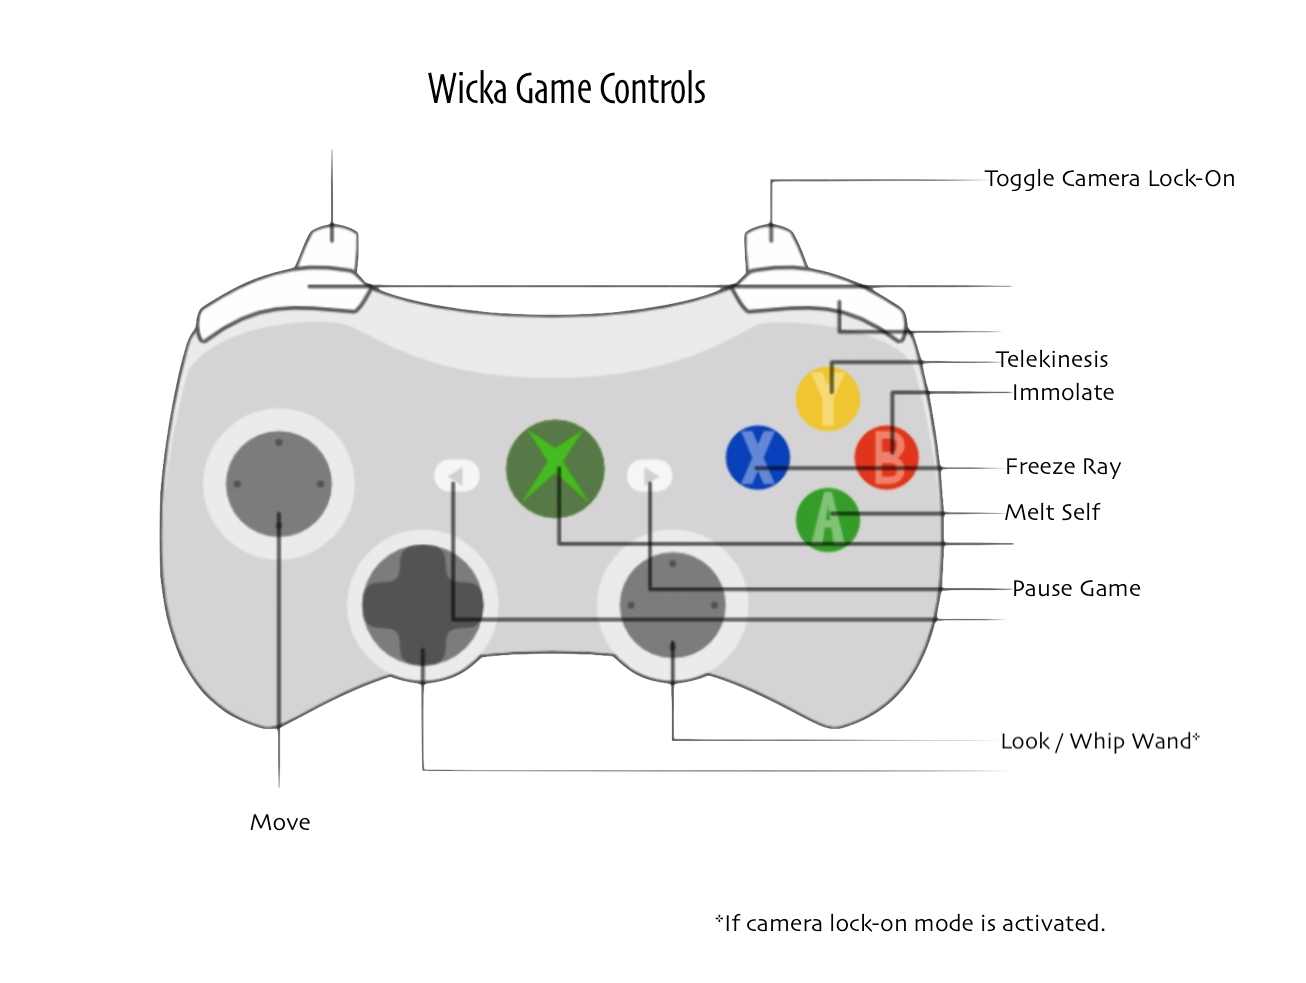 Wicka Game Controls
Toggle Camera Lock-On
Telekinesis
Y
Immolate
X
B
Freeze Ray
A
Melt Self
Pause Game
Look / Whip Wand⁺
Move
⁺If camera lock-on mode is activated.